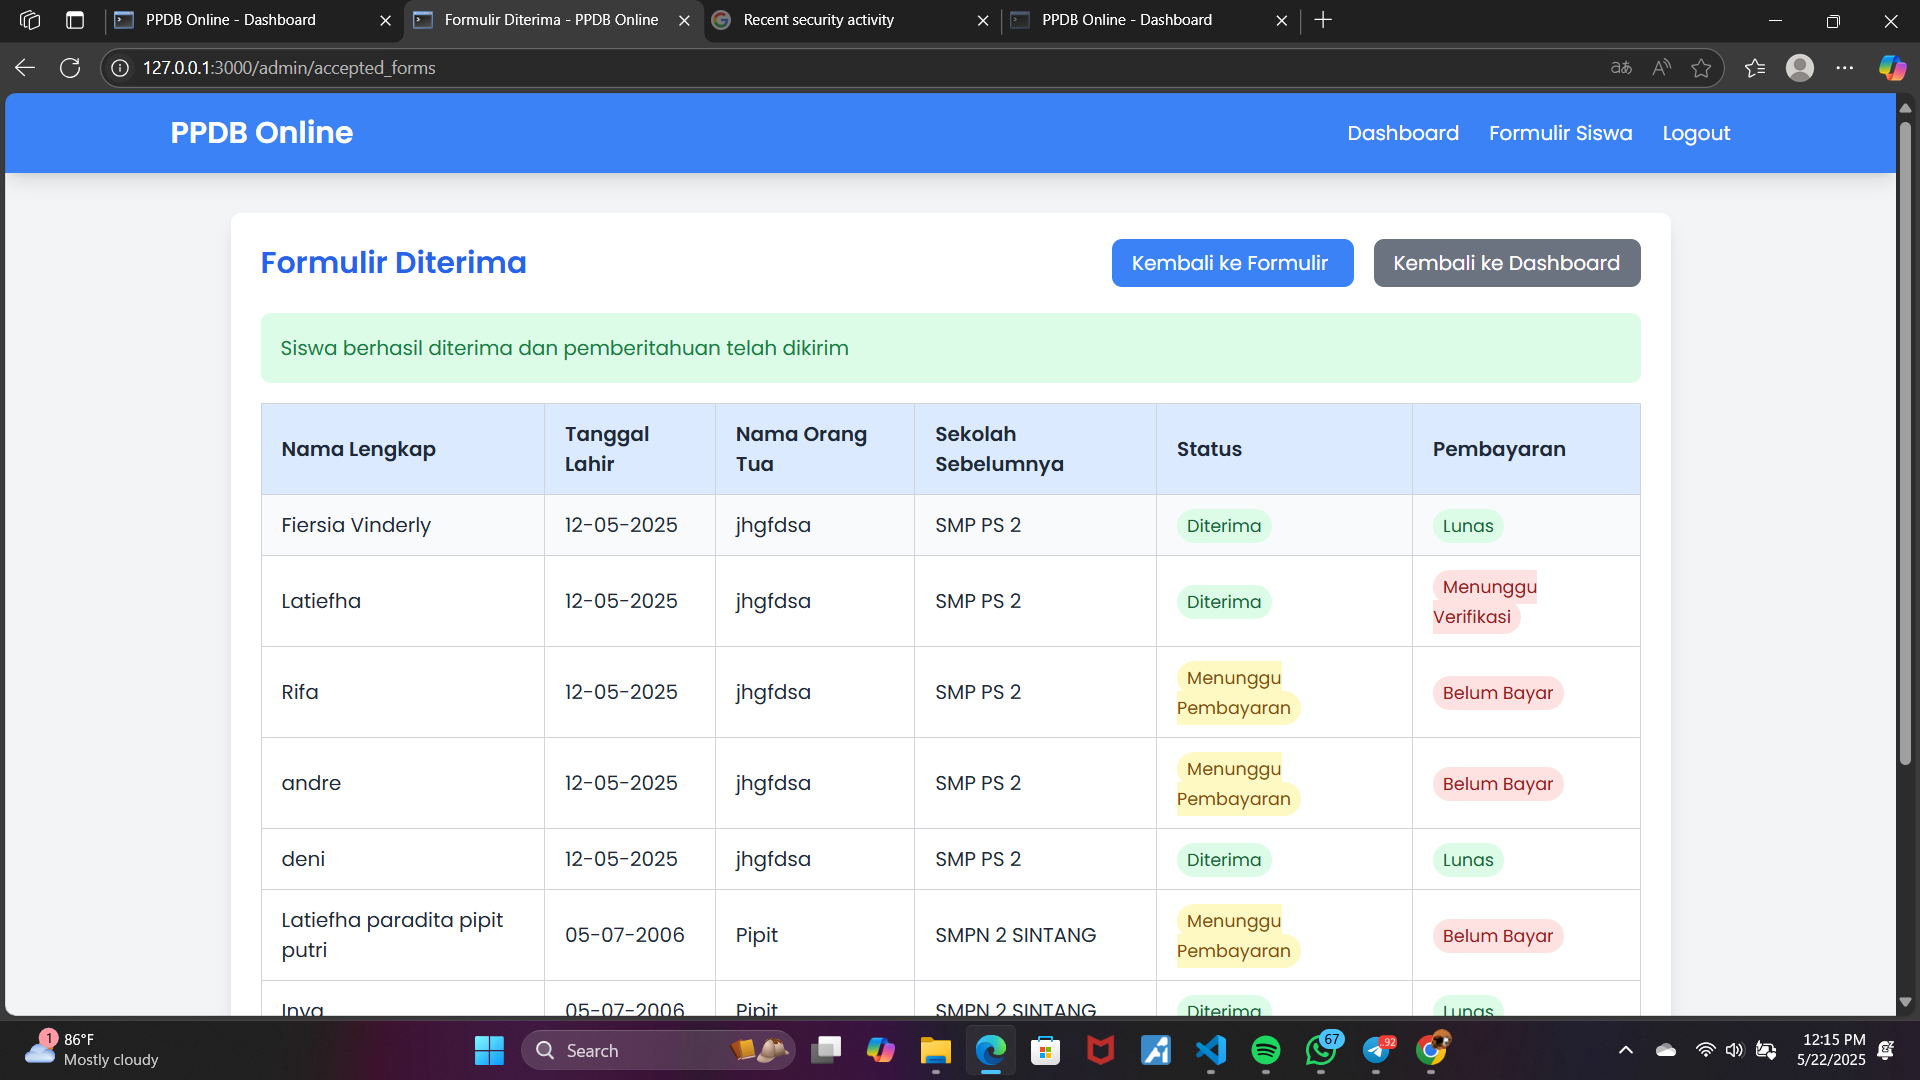 PPDB Online - Dashboard
Formulir Diterima - PPDB Online
Recent security activity
PPDB Online - Dashboard
127.0.0.1:3000/admin/accepted_forms
PPDB Online
Dashboard
Formulir Siswa
Logout
Formulir Diterima
Kembali ke Formulir
Kembali ke Dashboard
Siswa berhasil diterima dan pemberitahuan telah dikirim
Nama Lengkap
Tanggal
Lahir
Nama Orang
Tua
Sekolah
Sebelumnya
Status
Pembayaran
Fiersia Vinderly
12-05-2025
jhgfdsa
SMP PS 2
Diterima
Lunas
Latiefha
12-05-2025
jhgfdsa
SMP PS 2
Diterima
Menunggu
Verifikasi
Rifa
12-05-2025
jhgfdsa
SMP PS 2
Menunggu
Pembayaran
Belum Bayar
andre
12-05-2025
jhgfdsa
SMP PS 2
Menunggu
Pembayaran
Belum Bayar
deni
12-05-2025
jhgfdsa
SMP PS 2
Diterima
Lunas
Latiefha paradita pipit
putri
05-07-2006
Pipit
SMPN 2 SINTANG
Menunggu
Pembayaran
Belum Bayar
05-07-2006
Pipit
SMPN 2 SINTANG
Diterima
Lunas
1
86°F
Mostly cloudy
Search
67
92
12:15 PM
5/22/2025